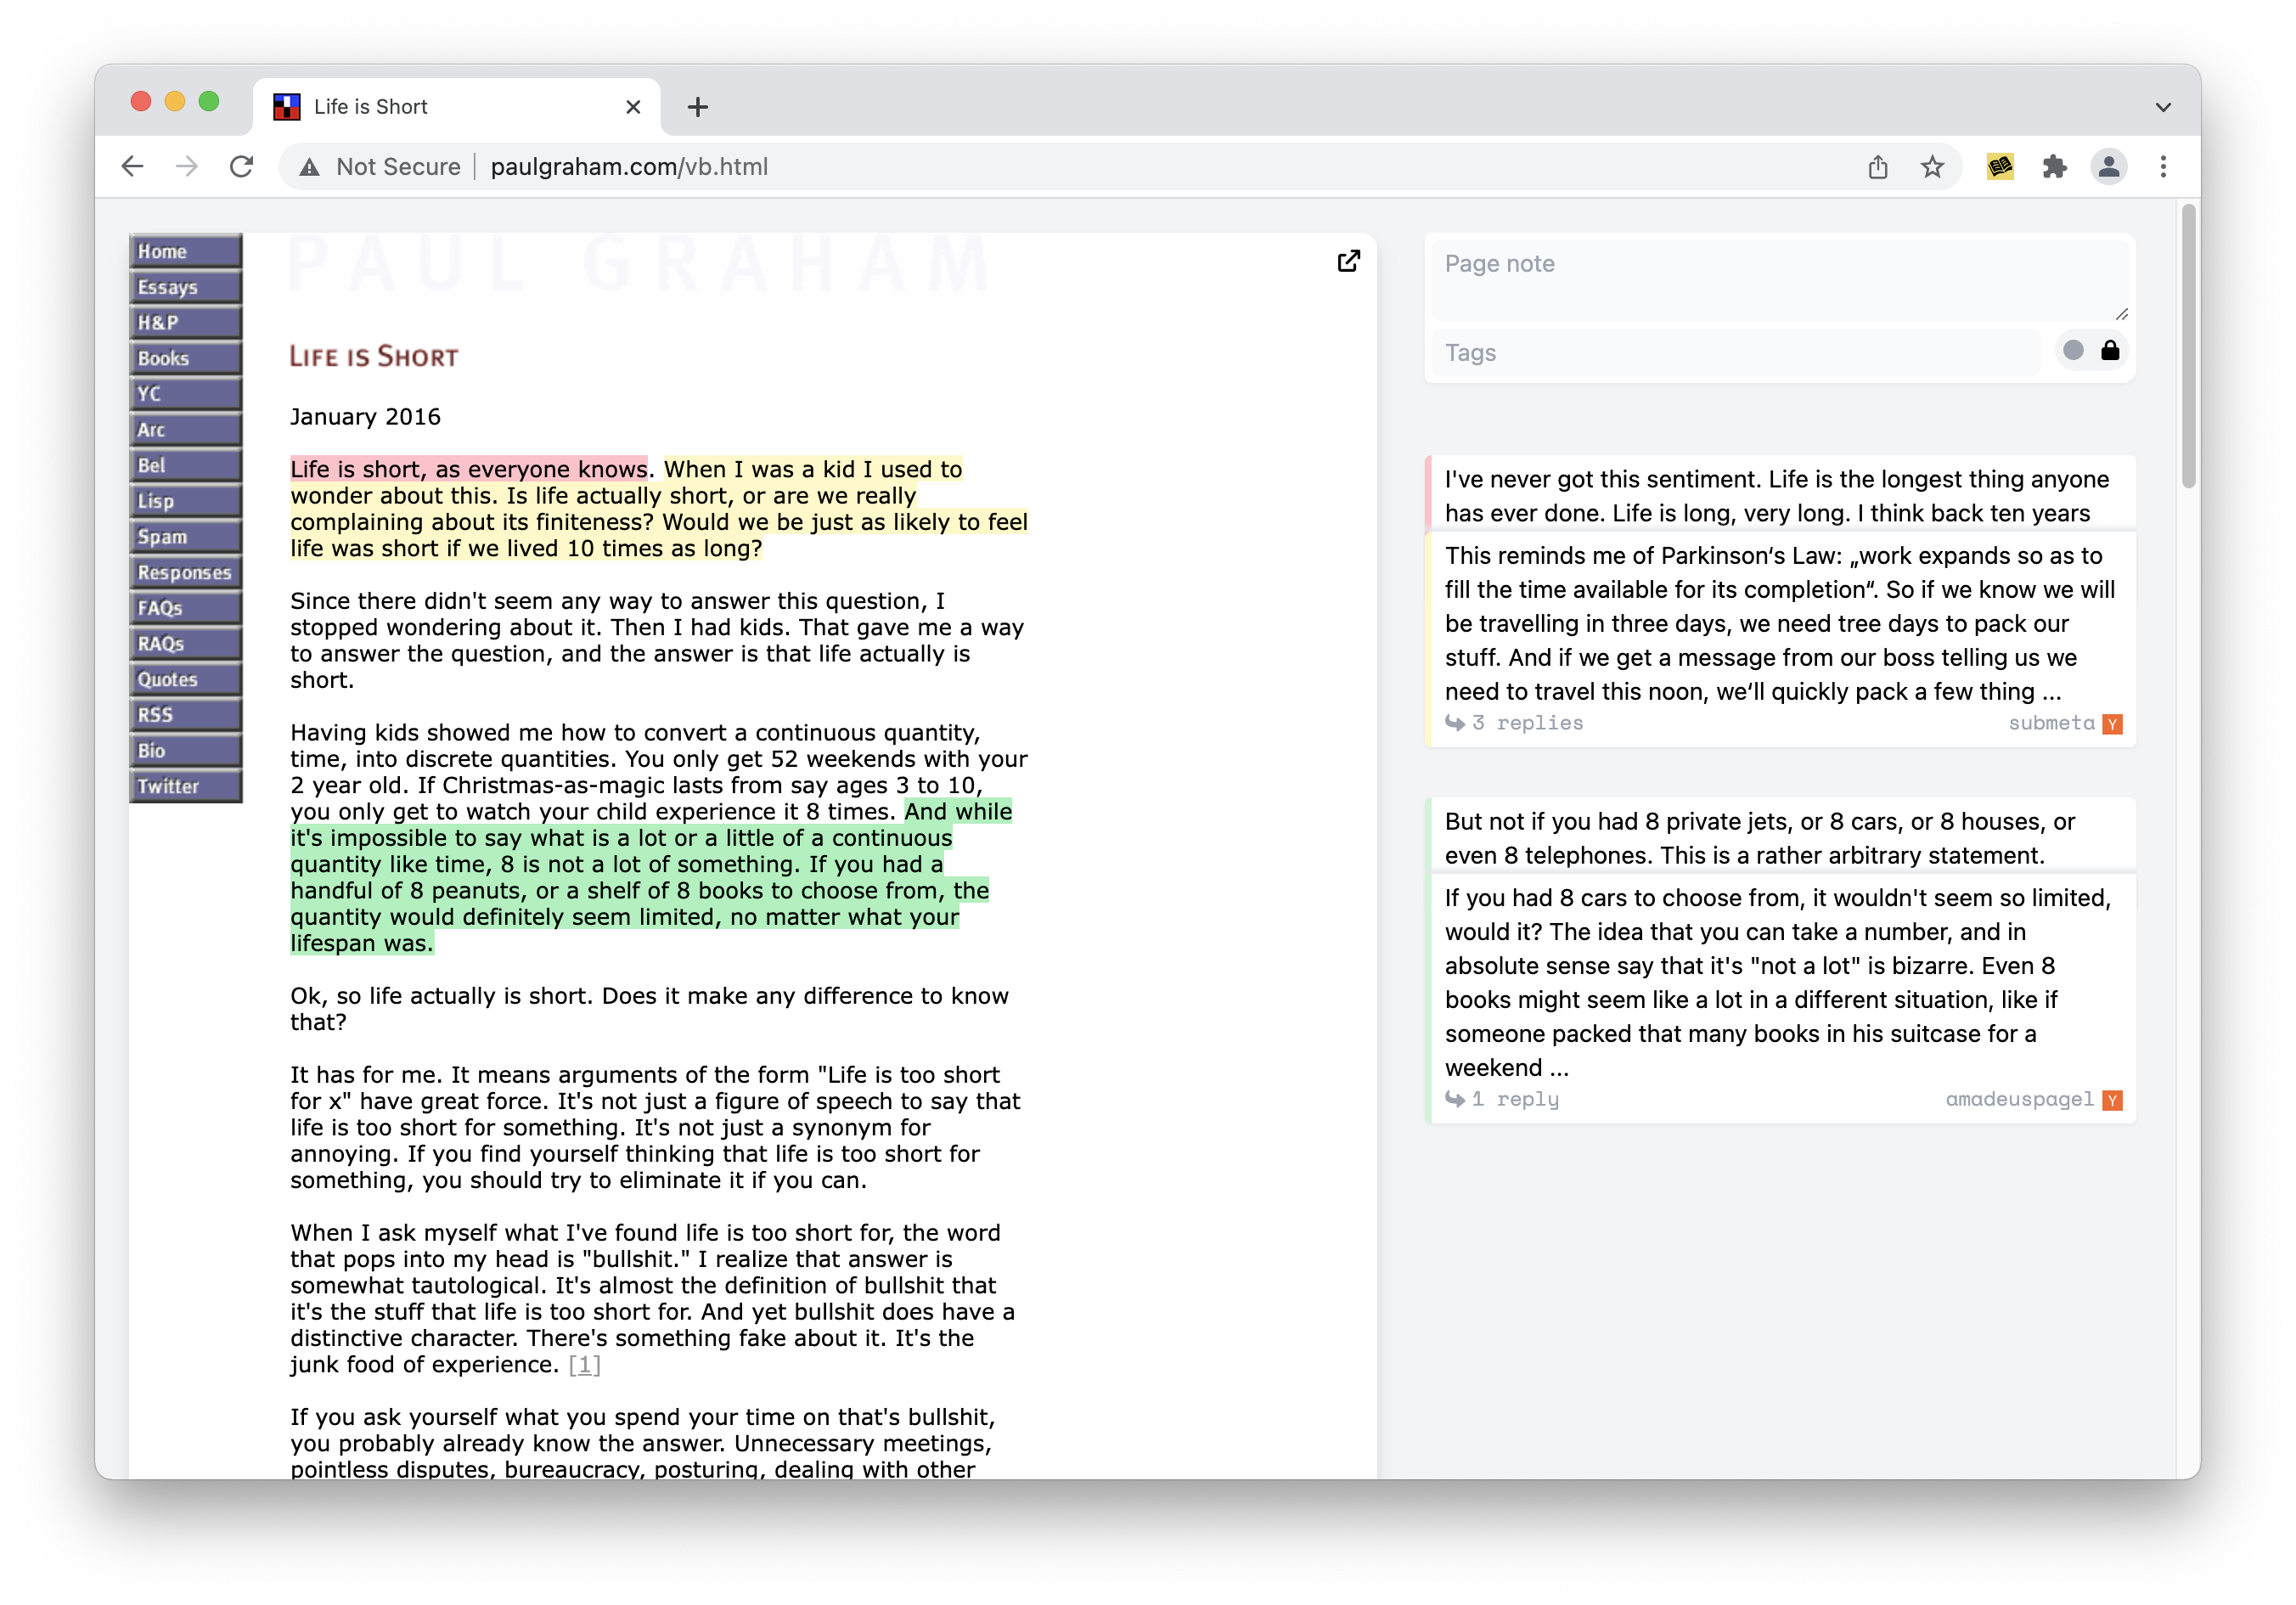 Life is Short
Not Secure
paulgraham.com/vb.html
Home
Essays
H&P
Books
YC
Arc
Bel
Lisp
Spam
Responses
FAQs
RAQs
Quotes
RSS
Bio
Twitter
PAUL GRAHAM
LIFE IS SHORT
January 2016
Life is short, as everyone knows. When I was a kid I used to
wonder about this. Is life actually short, or are we really
complaining about its finiteness? Would we be just as likely to feel
life was short if we lived 10 times as long?
Since there didn't seem any way to answer this question, I
stopped wondering about it. Then I had kids. That gave me a way
to answer the question, and the answer is that life actually is
short.
Having kids showed me how to convert a continuous quantity,
time, into discrete quantities. You only get 52 weekends with your
2 year old. If Christmas-as-magic lasts from say ages 3 to 10,
you only get to watch your child experience it 8 times. And while
it's impossible to say what is a lot or a little of a continuous
quantity like time, 8 is not a lot of something. If you had a
handful of 8 peanuts, or a shelf of 8 books to choose from, the
quantity would definitely seem limited, no matter what your
lifespan was.
Ok, so life actually is short. Does it make any difference to know
that?
It has for me. It means arguments of the form "Life is too short
for x" have great force. It's not just a figure of speech to say that
life is too short for something. It's not just a synonym for
annoying. If you find yourself thinking that life is too short for
something, you should try to eliminate it if you can.
When I ask myself what I've found life is too short for, the word
that pops into my head is "bullshit." I realize that answer is
somewhat tautological. It's almost the definition of bullshit that
it's the stuff that life is too short for. And yet bullshit does have a
distinctive character. There's something fake about it. It's the
junk food of experience. [1]
If you ask yourself what you spend your time on that's bullshit,
you probably already know the answer. Unnecessary meetings,
pointless disputes, bureaucracy, posturing, dealing with other
Page note
Tags
I've never got this sentiment. Life is the longest thing anyone
has ever done. Life is long, very long. I think back ten years
This reminds me of Parkinson‘s Law: „work expands so as to
fill the time available for its completion“. So if we know we will
be travelling in three days, we need tree days to pack our
stuff. And if we get a message from our boss telling us we
need to travel this noon, we‘ll quickly pack a few thing ...
3 replies
submeta Y
But not if you had 8 private jets, or 8 cars, or 8 houses, or
even 8 telephones. This is a rather arbitrary statement.
If you had 8 cars to choose from, it wouldn't seem so limited,
would it? The idea that you can take a number, and in
absolute sense say that it's "not a lot" is bizarre. Even 8
books might seem like a lot in a different situation, like if
someone packed that many books in his suitcase for a
weekend ...
1 reply
amadeuspagel Y